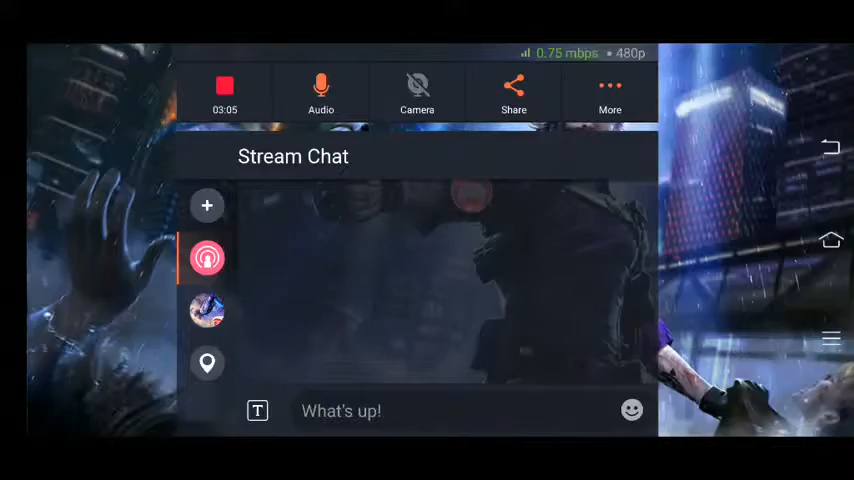 0.75 mbps • 480p
03:05
Audio
Camera
Share
More
Stream Chat
T
What's up!